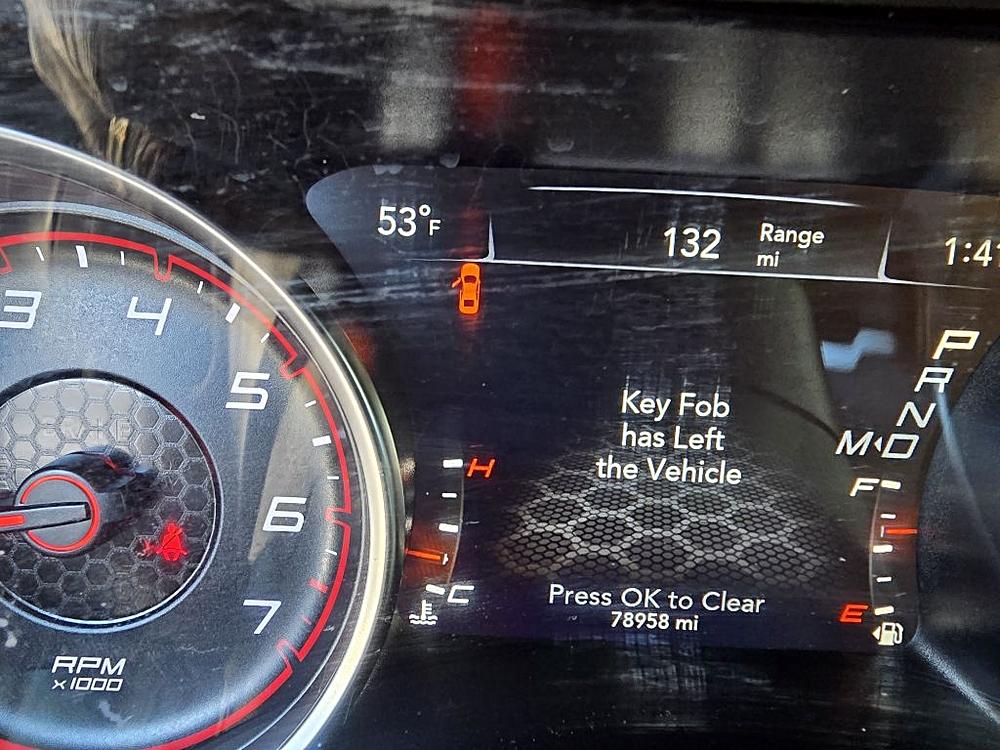 53°F
132 Range mi
1:41
3
4
5
6
7
RPM
x1000
H
C
Key Fob
has Left
the Vehicle
Press OK to Clear
78958 mi
P
R
N
M D
F
E